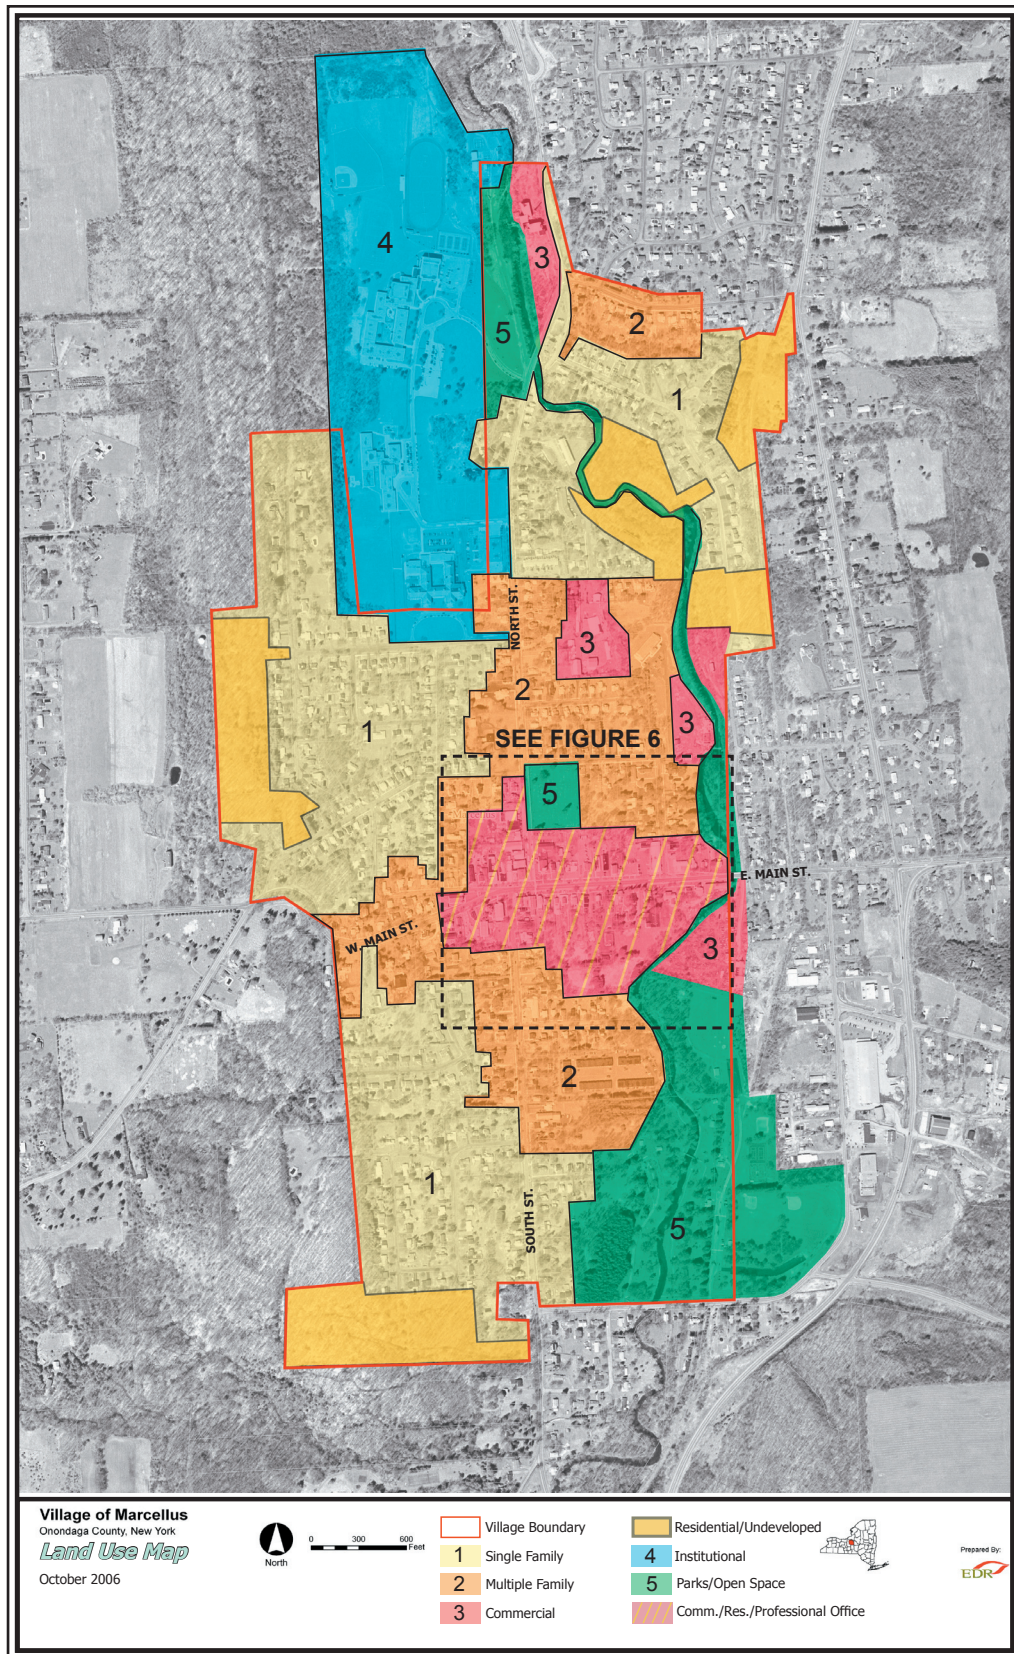 4
3
5
2
1
NORTH ST.
3
2
1
3
SEE FIGURE 6
5
E. MAIN ST.
W. MAIN ST.
3
2
1
SOUTH ST.
5
Village of Marcellus
Onondaga County, New York
Land Use Map
October 2006
North
0 300 600
Feet
Village Boundary
1 Single Family
2 Multiple Family
3 Commercial
Residential/Undeveloped
4 Institutional
5 Parks/Open Space
Comm./Res./Professional Office
Prepared By:
EDR